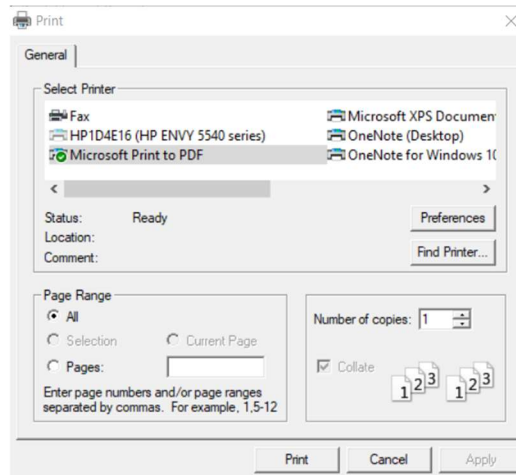 Print
General
Select Printer
Fax
HP1D4E16 (HP ENVY 5540 series)
Microsoft Print to PDF
Microsoft XPS Documen
OneNote (Desktop)
OneNote for Windows 10
Status: Ready
Location:
Comment:
Preferences
Find Printer...
Page Range
All
Selection
Current Page
Pages:
Enter page numbers and/or page ranges
separated by commas. For example, 1,5-12
Number of copies: 1
Collate
1 2 3 1 2 3
Print
Cancel
Apply